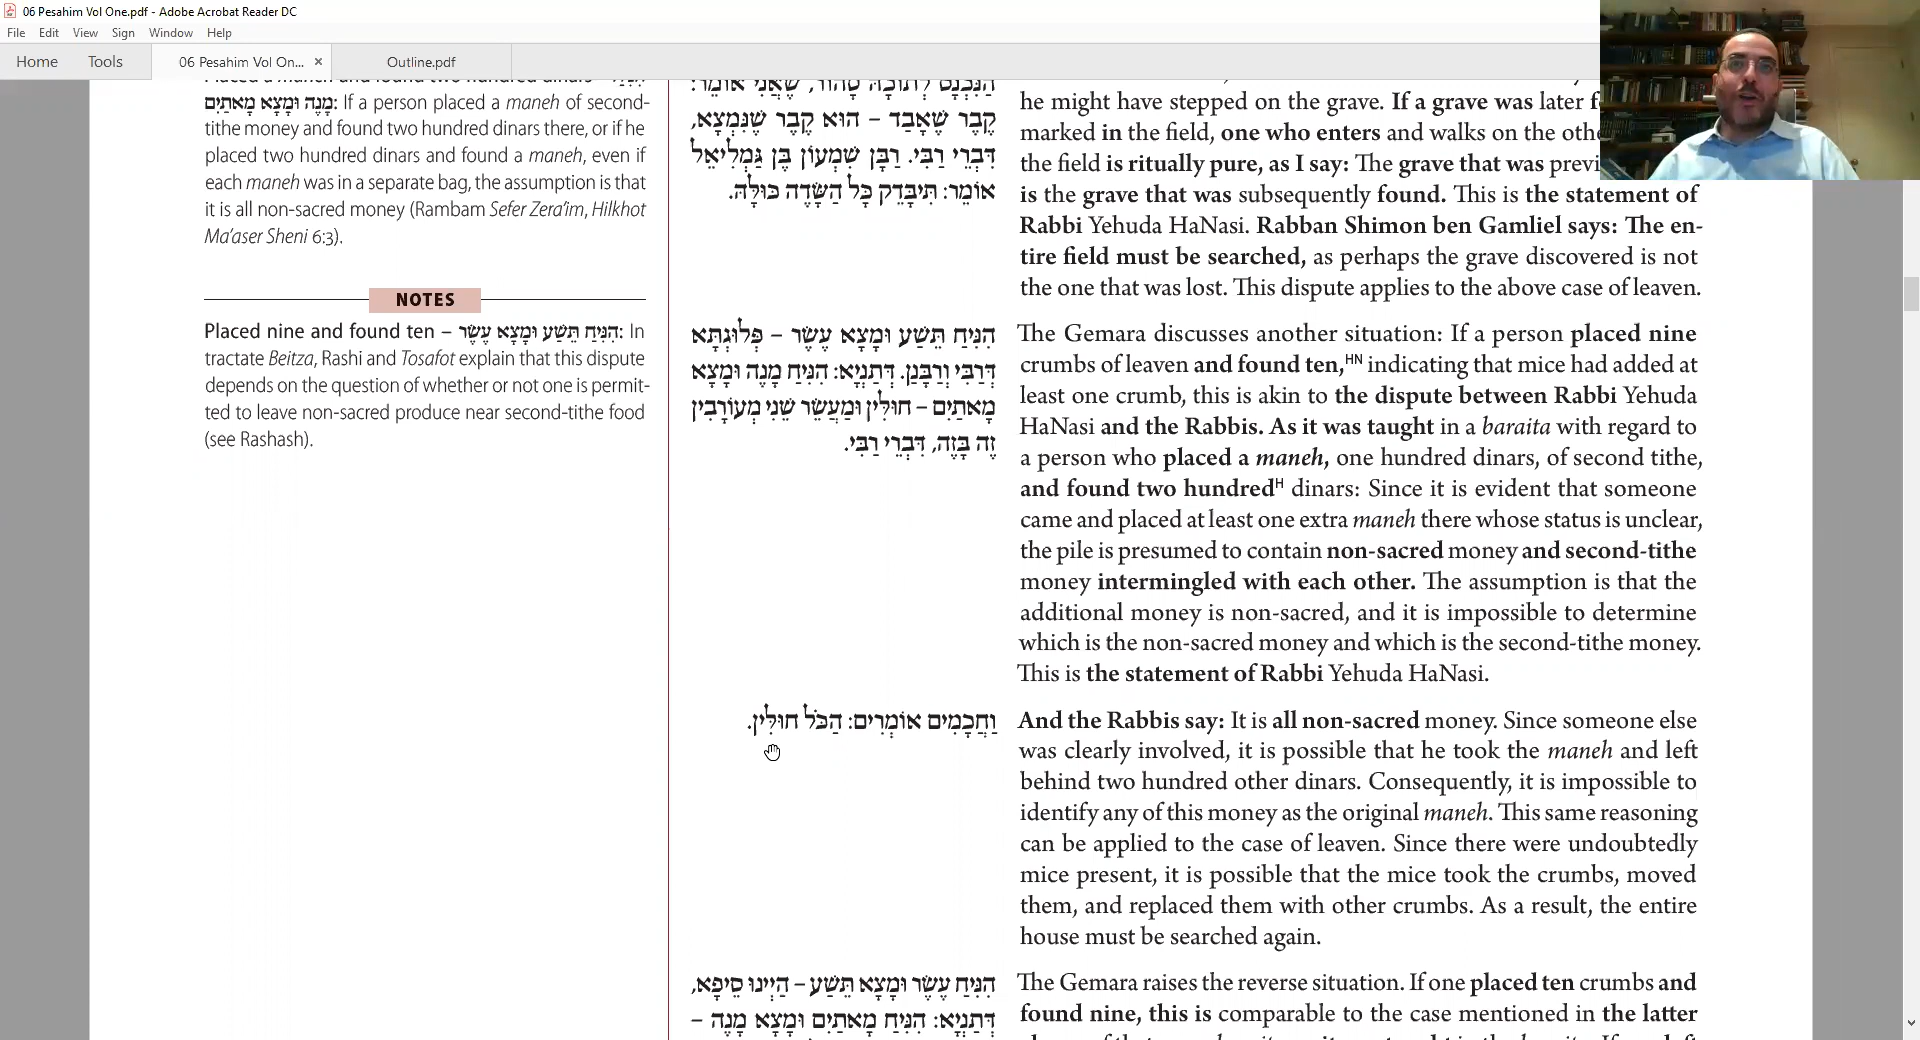 06 Pesahim Vol One.pdf - Adobe Acrobat Reader DC
File Edit View Sign Window Help
Home Tools 06 Pesahim Vol On... × Outline.pdf
מָנֶה וּמָצָא מָאתַיִם: If a person placed a maneh of second-
tithe money and found two hundred dinars there, or if he
placed two hundred dinars and found a maneh, even if
each maneh was in a separate bag, the assumption is that
it is all non-sacred money (Rambam Sefer Zera'im, Hilkhot
Ma'aser Sheni 6:3).
NOTES
Placed nine and found ten – הִנִּיחַ תֵּשַׁע וּמָצָא עֶשֶׂר: In
tractate Beitza, Rashi and Tosafot explain that this dispute
depends on the question of whether or not one is permit-
ted to leave non-sacred produce near second-tithe food
(see Rashash).
הַנִּכְנָס לְתוֹכָהּ טָהוֹר, שֶׁאֲנִי אוֹמֵר:
קֶבֶר שֶׁאָבַד – הוּא קֶבֶר שֶׁנִּמְצָא,
דִּבְרֵי רַבִּי. רַבָּן שִׁמְעוֹן בֶּן גַּמְלִיאֵל
אוֹמֵר: תִּיבָּדֵק כָּל הַשָּׂדֶה כּוּלָּהּ.
he might have stepped on the grave. If a grave was later
marked in the field, one who enters and walks on the
the field is ritually pure, as I say: The grave that was
is the grave that was subsequently found. This is the statement of
Rabbi Yehuda HaNasi. Rabban Shimon ben Gamliel says: The en-
tire field must be searched, as perhaps the grave discovered is not
the one that was lost. This dispute applies to the above case of leaven.
הִנִּיחַ תֵּשַׁע וּמָצָא עֶשֶׂר – פְּלוּגְתָּא
דְּרַבִּי וְרַבָּנַן. דְּתַנְיָא: הִנִּיחַ מָנֶה וּמָצָא
מָאתַיִם – חוּלִּין וּמַעֲשֵׂר שֵׁנִי מְעוֹרָבִין
זֶה בָּזֶה, דִּבְרֵי רַבִּי.
The Gemara discusses another situation: If a person placed nine
crumbs of leaven and found ten,HN indicating that mice had added at
least one crumb, this is akin to the dispute between Rabbi Yehuda
HaNasi and the Rabbis. As it was taught in a baraita with regard to
a person who placed a maneh, one hundred dinars, of second tithe,
and found two hundredH dinars: Since it is evident that someone
came and placed at least one extra maneh there whose status is unclear,
the pile is presumed to contain non-sacred money and second-tithe
money intermingled with each other. The assumption is that the
additional money is non-sacred, and it is impossible to determine
which is the non-sacred money and which is the second-tithe money.
This is the statement of Rabbi Yehuda HaNasi.
וַחֲכָמִים אוֹמְרִים: הַכֹּל חוּלִּין.
And the Rabbis say: It is all non-sacred money. Since someone else
was clearly involved, it is possible that he took the maneh and left
behind two hundred other dinars. Consequently, it is impossible to
identify any of this money as the original maneh. This same reasoning
can be applied to the case of leaven. Since there were undoubtedly
mice present, it is possible that the mice took the crumbs, moved
them, and replaced them with other crumbs. As a result, the entire
house must be searched again.
הִנִּיחַ עֶשֶׂר וּמָצָא תֵּשַׁע – הַיְינוּ סֵיפָא,
דְּתַנְיָא: הִנִּיחַ מָאתַיִם וּמָצָא מָנֶה –
The Gemara raises the reverse situation. If one placed ten crumbs and
found nine, this is comparable to the case mentioned in the latter